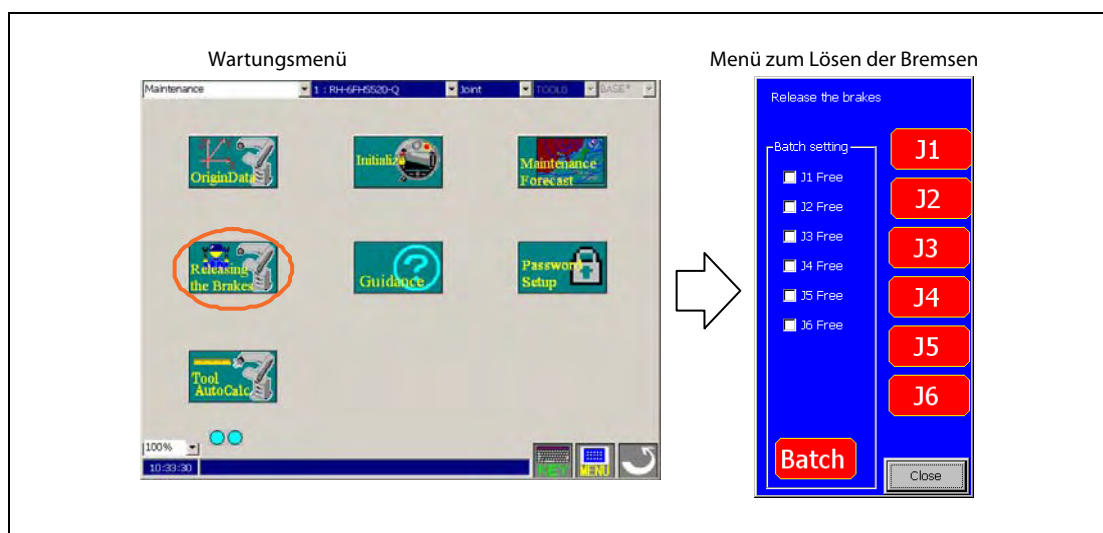 Wartungsmenü
Menü zum Lösen der Bremsen
Maintenance
1 : RH-6FH5520-Q
Joint
TOOL0
BASE*
OriginData
Initialize
Maintenance
Forecast
Releasing
the Brakes
Guidance
Password
Setup
Tool
AutoCalc
100%
10:33:30
KEY
MENU
Release the brakes
Batch setting
J1 Free
J2 Free
J3 Free
J4 Free
J5 Free
J6 Free
Batch
J1
J2
J3
J4
J5
J6
Close